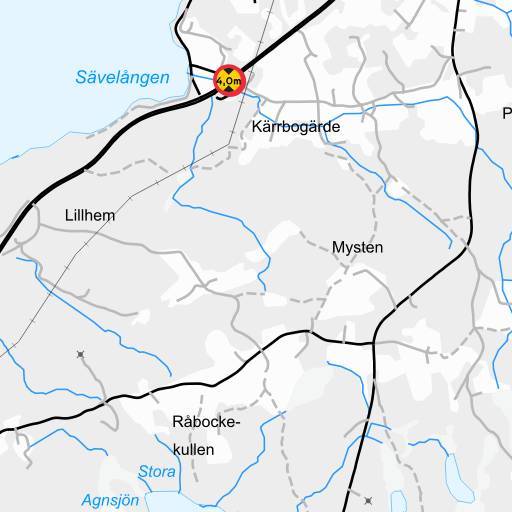 Sävelången
4,0m
Kärrbogärde
P
Lillhem
Mysten
Råbocke-
kullen
Stora
Agnsjön